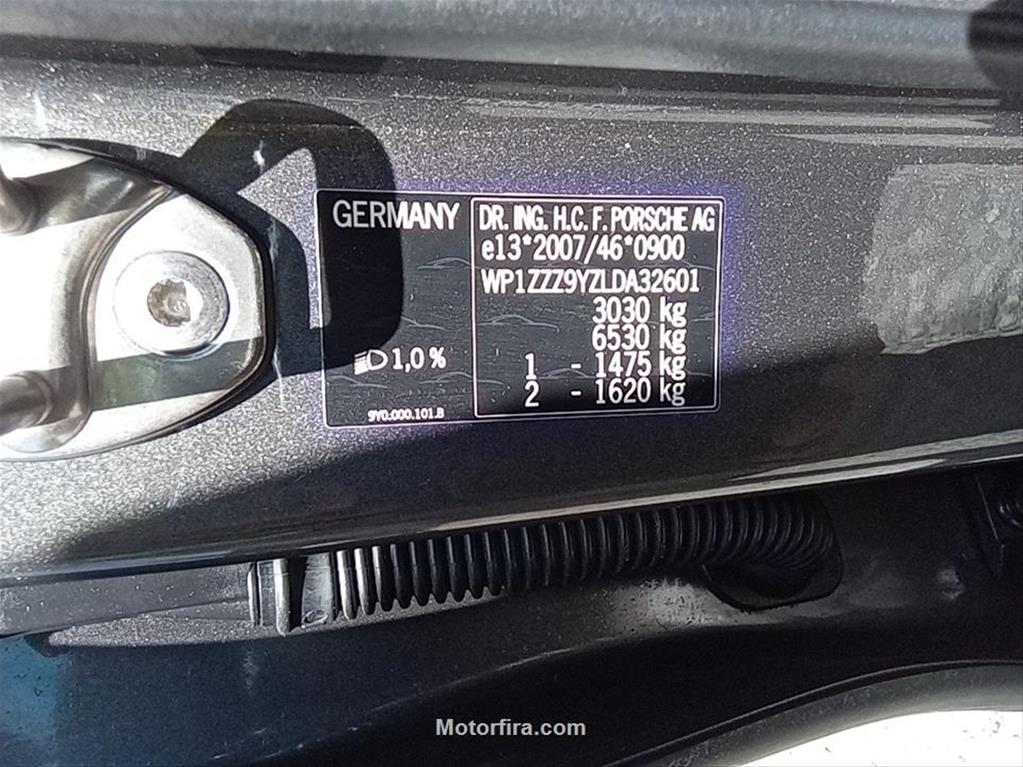 GERMANY
1,0 %
9Y0.000.101.B
DR. ING. H.C. F. PORSCHE AG
e13*2007/46*0900
WP1ZZZ9YZLDA32601
3030 kg
6530 kg
1 - 1475 kg
2 - 1620 kg
Motorfira.com